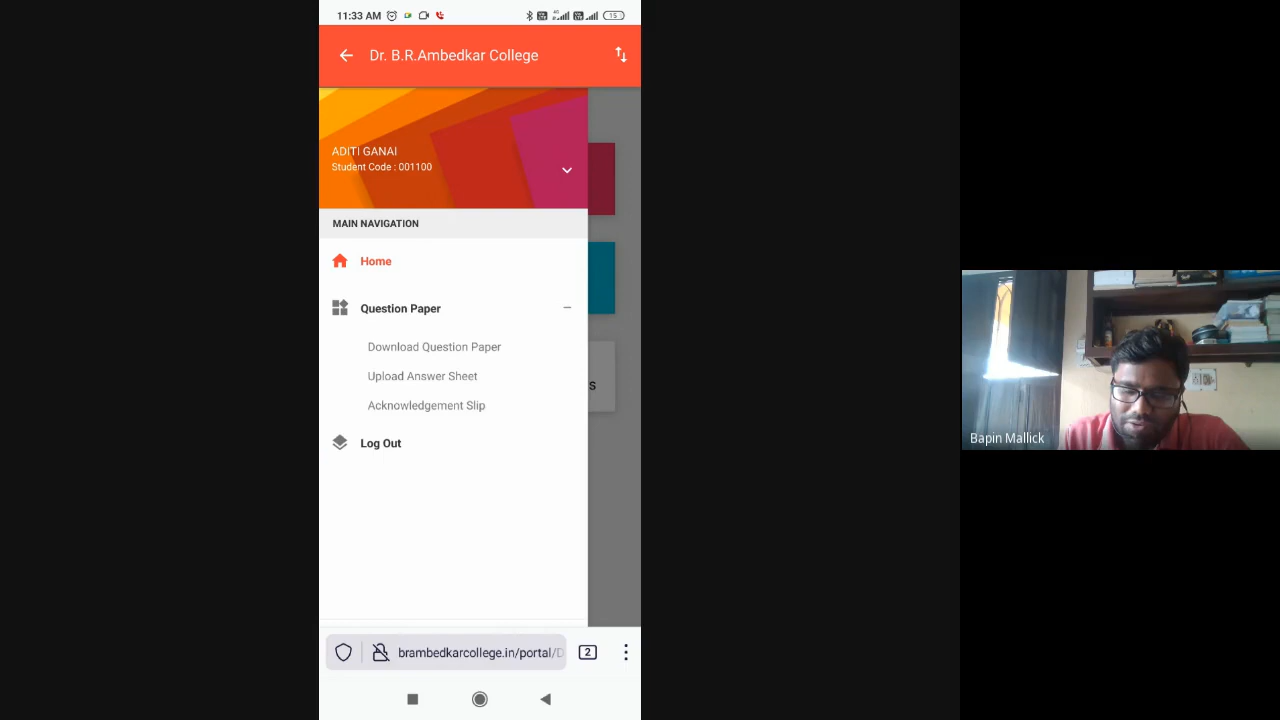 11:33 AM
15
Dr. B.R.Ambedkar College
ADITI GANAI
Student Code : 001100
MAIN NAVIGATION
Home
Question Paper
Download Question Paper
Upload Answer Sheet
Acknowledgement Slip
Log Out
S
brambedkarcollege.in/portal/D
2
Bapin Mallick